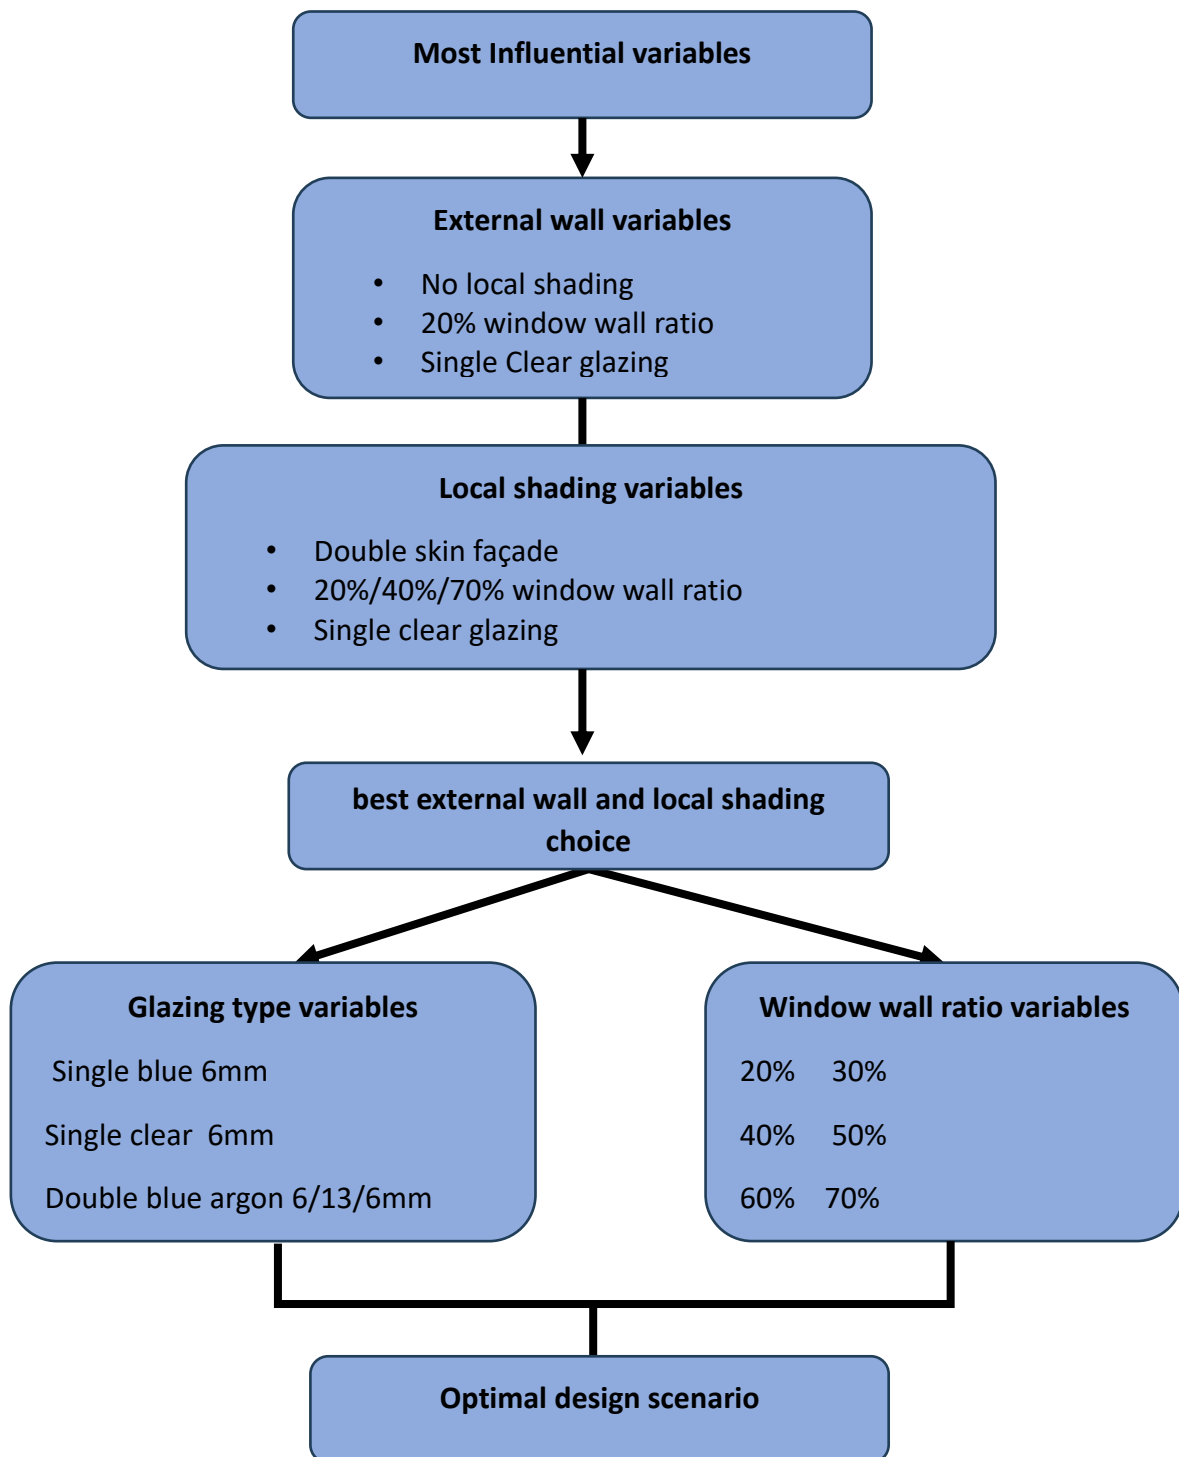 Most Influential variables
External wall variables
• No local shading
• 20% window wall ratio
• Single Clear glazing
Local shading variables
• Double skin façade
• 20%/40%/70% window wall ratio
• Single clear glazing
best external wall and local shading
choice
Glazing type variables
Single blue 6mm
Single clear  6mm
Double blue argon 6/13/6mm
Window wall ratio variables
20%    30%
40%    50%
60%    70%
Optimal design scenario